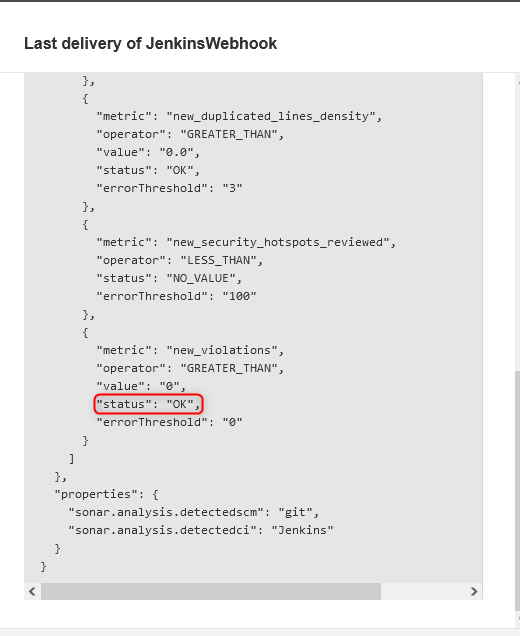 Last delivery of JenkinsWebhook
},
{
"metric": "new_duplicated_lines_density",
"operator": "GREATER_THAN",
"value": "0.0",
"status": "OK",
"errorThreshold": "3"
},
{
"metric": "new_security_hotspots_reviewed",
"operator": "LESS_THAN",
"status": "NO_VALUE",
"errorThreshold": "100"
},
{
"metric": "new_violations",
"operator": "GREATER_THAN",
"value": "0",
"status": "OK",
"errorThreshold": "0"
}
]
},
"properties": {
"sonar.analysis.detectedscm": "git",
"sonar.analysis.detectedci": "Jenkins"
}
}